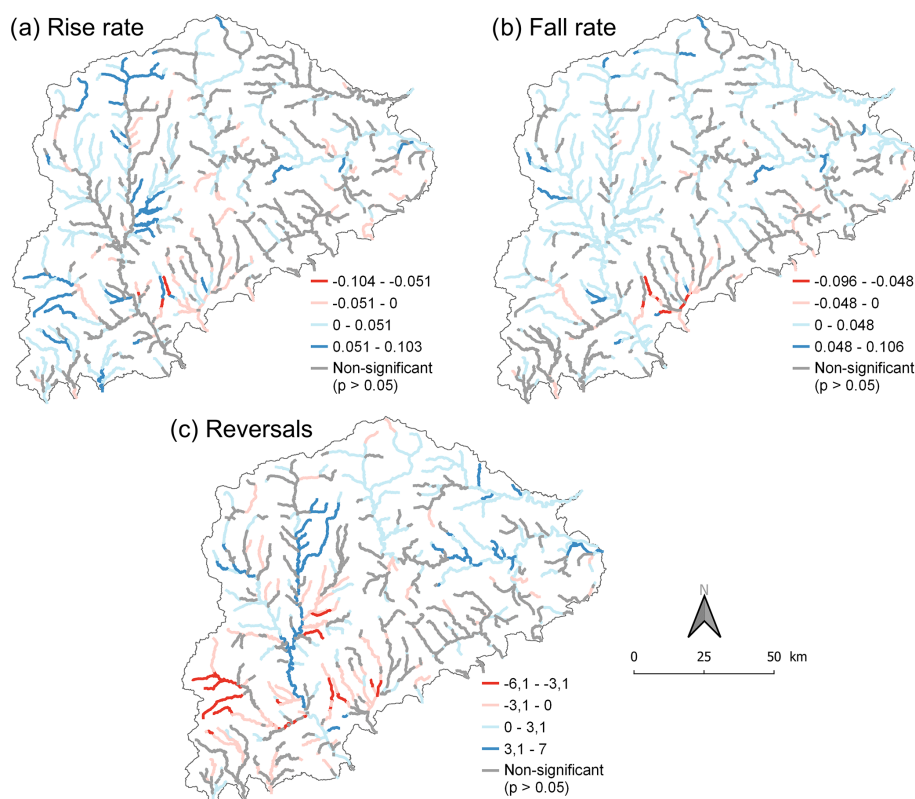 (a) Rise rate
-0.104 - -0.051
-0.051 - 0
0 - 0.051
0.051 - 0.103
Non-significant
(p > 0.05)
(b) Fall rate
-0.096 - -0.048
-0.048 - 0
0 - 0.048
0.048 - 0.106
Non-significant
(p > 0.05)
(c) Reversals
-6,1 - -3,1
-3,1 - 0
0 - 3,1
3,1 - 7
Non-significant
(p > 0.05)
N
0 25 50 km